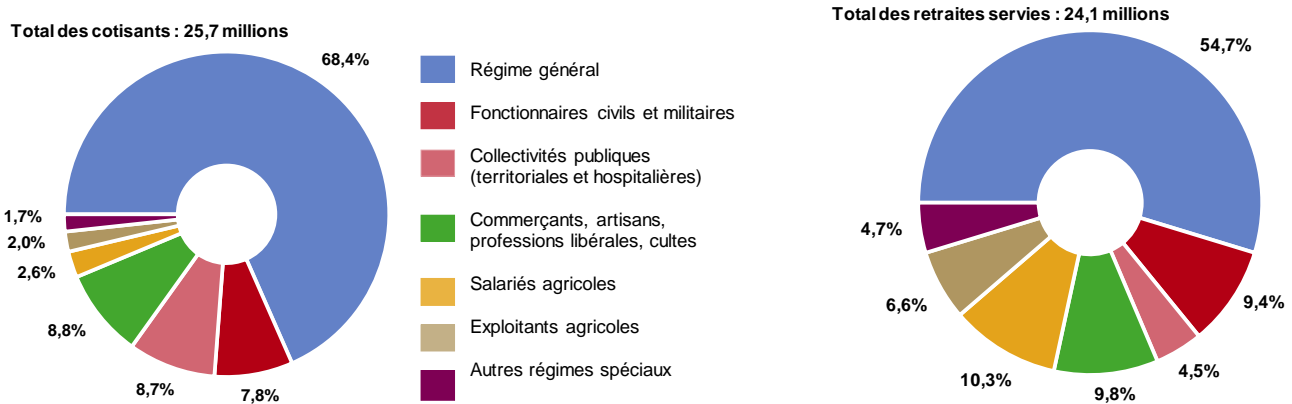 Total des cotisants : 25,7 millions
68,4%
1,7%
2,0%
2,6%
8,8%
8,7%
7,8%
Régime général
Fonctionnaires civils et militaires
Collectivités publiques
(territoriales et hospitalières)
Commerçants, artisans,
professions libérales, cultes
Salariés agricoles
Exploitants agricoles
Autres régimes spéciaux
Total des retraites servies : 24,1 millions
54,7%
4,7%
6,6%
10,3%
9,8%
4,5%
9,4%